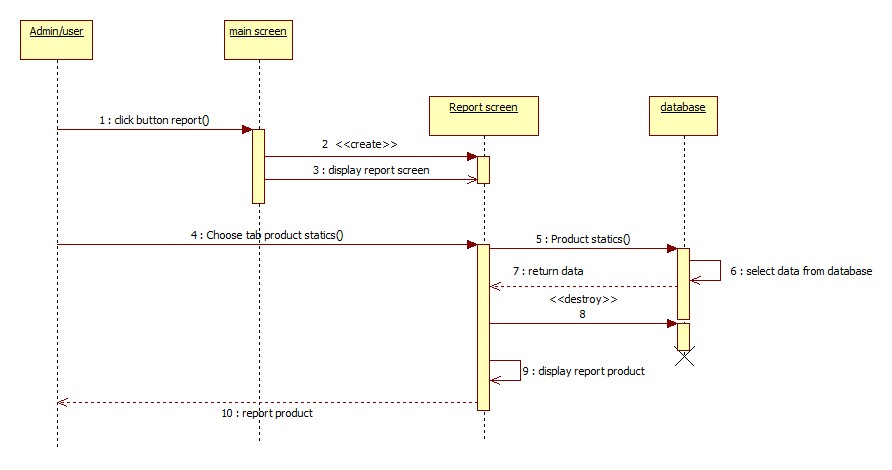 Admin/user
main screen
Report screen
database
1 : click button report()
2 <<create>>
3 : display report screen
4 : Choose tab product statics()
5 : Product statics()
6 : select data from database
7 : return data
<<destroy>>
8
9 : display report product
10 : report product